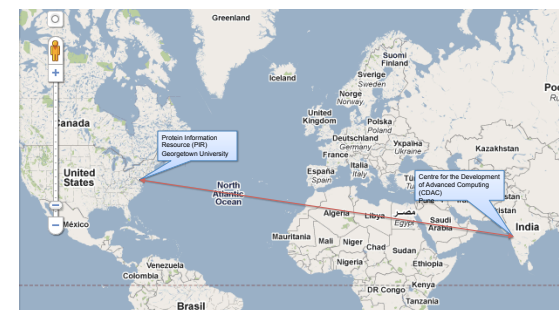 Greenland
Iceland
Suomi
Finland
Sverige
Sweden
Norge
Norway
United
Kingdom
Polska
Poland
Deutschland
Germany
Україна
Ukraine
France
Kazakhstan
España
Spain
Italia
Italy
anada
Protein Information
Resource (PIR)
Georgetown University
United
States
North
Atlantic
Ocean
Centre for the Development
of Advanced Computing
(CDAC)
Pune
México
Algeria
Libya
مصر
Egypt
Saudi
Arabia
India
Mauritania
Mali
Niger
Chad
Sudan
Nigeria
Ethiopia
Venezuela
Colombia
DR Congo
Kenya
Tanzania
Brasil